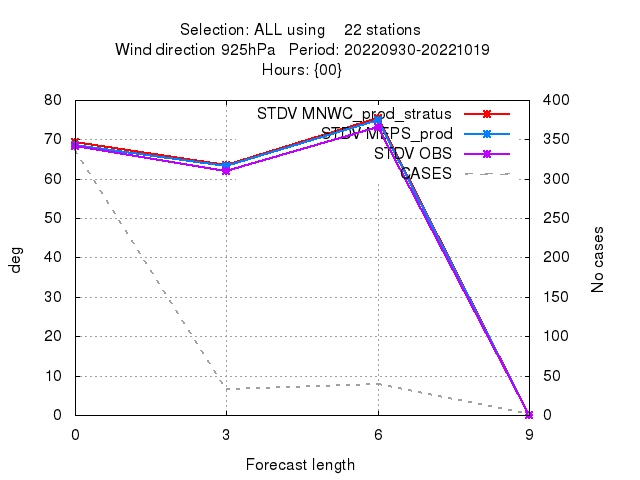 Selection: ALL using    22 stations
Wind direction 925hPa   Period: 20220930-20221019
Hours: {00}
STDV MNWC_prod_stratus
STDV MEPS_prod
STDV OBS
CASES
80
70
60
50
40
30
20
10
0
400
350
300
250
200
150
100
50
0
deg
No cases
0 3 6 9
Forecast length